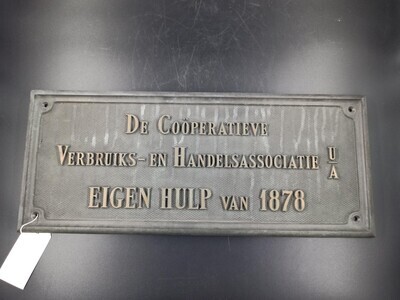 De Coöperatieve
Verbruiks- en Handelsassociatie U/A
EIGEN HULP van 1878